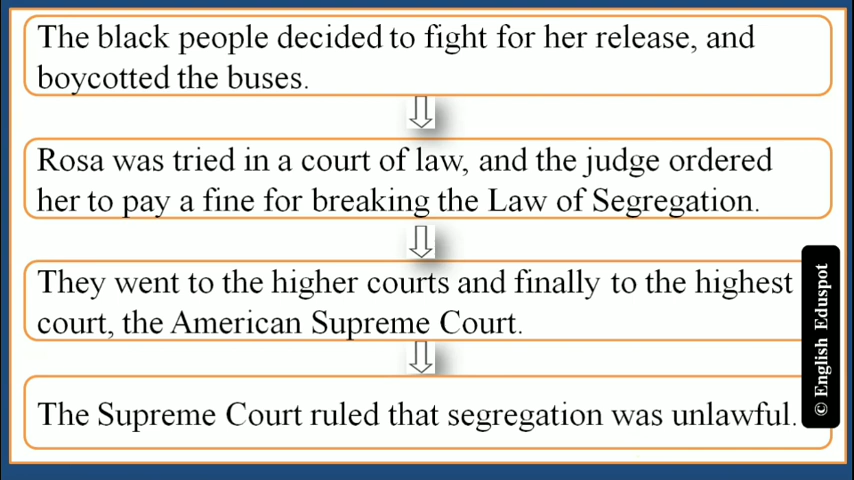 The black people decided to fight for her release, and
boycotted the buses.
Rosa was tried in a court of law, and the judge ordered
her to pay a fine for breaking the Law of Segregation.
They went to the higher courts and finally to the highest
court, the American Supreme Court.
The Supreme Court ruled that segregation was unlawful.
© English Eduspot